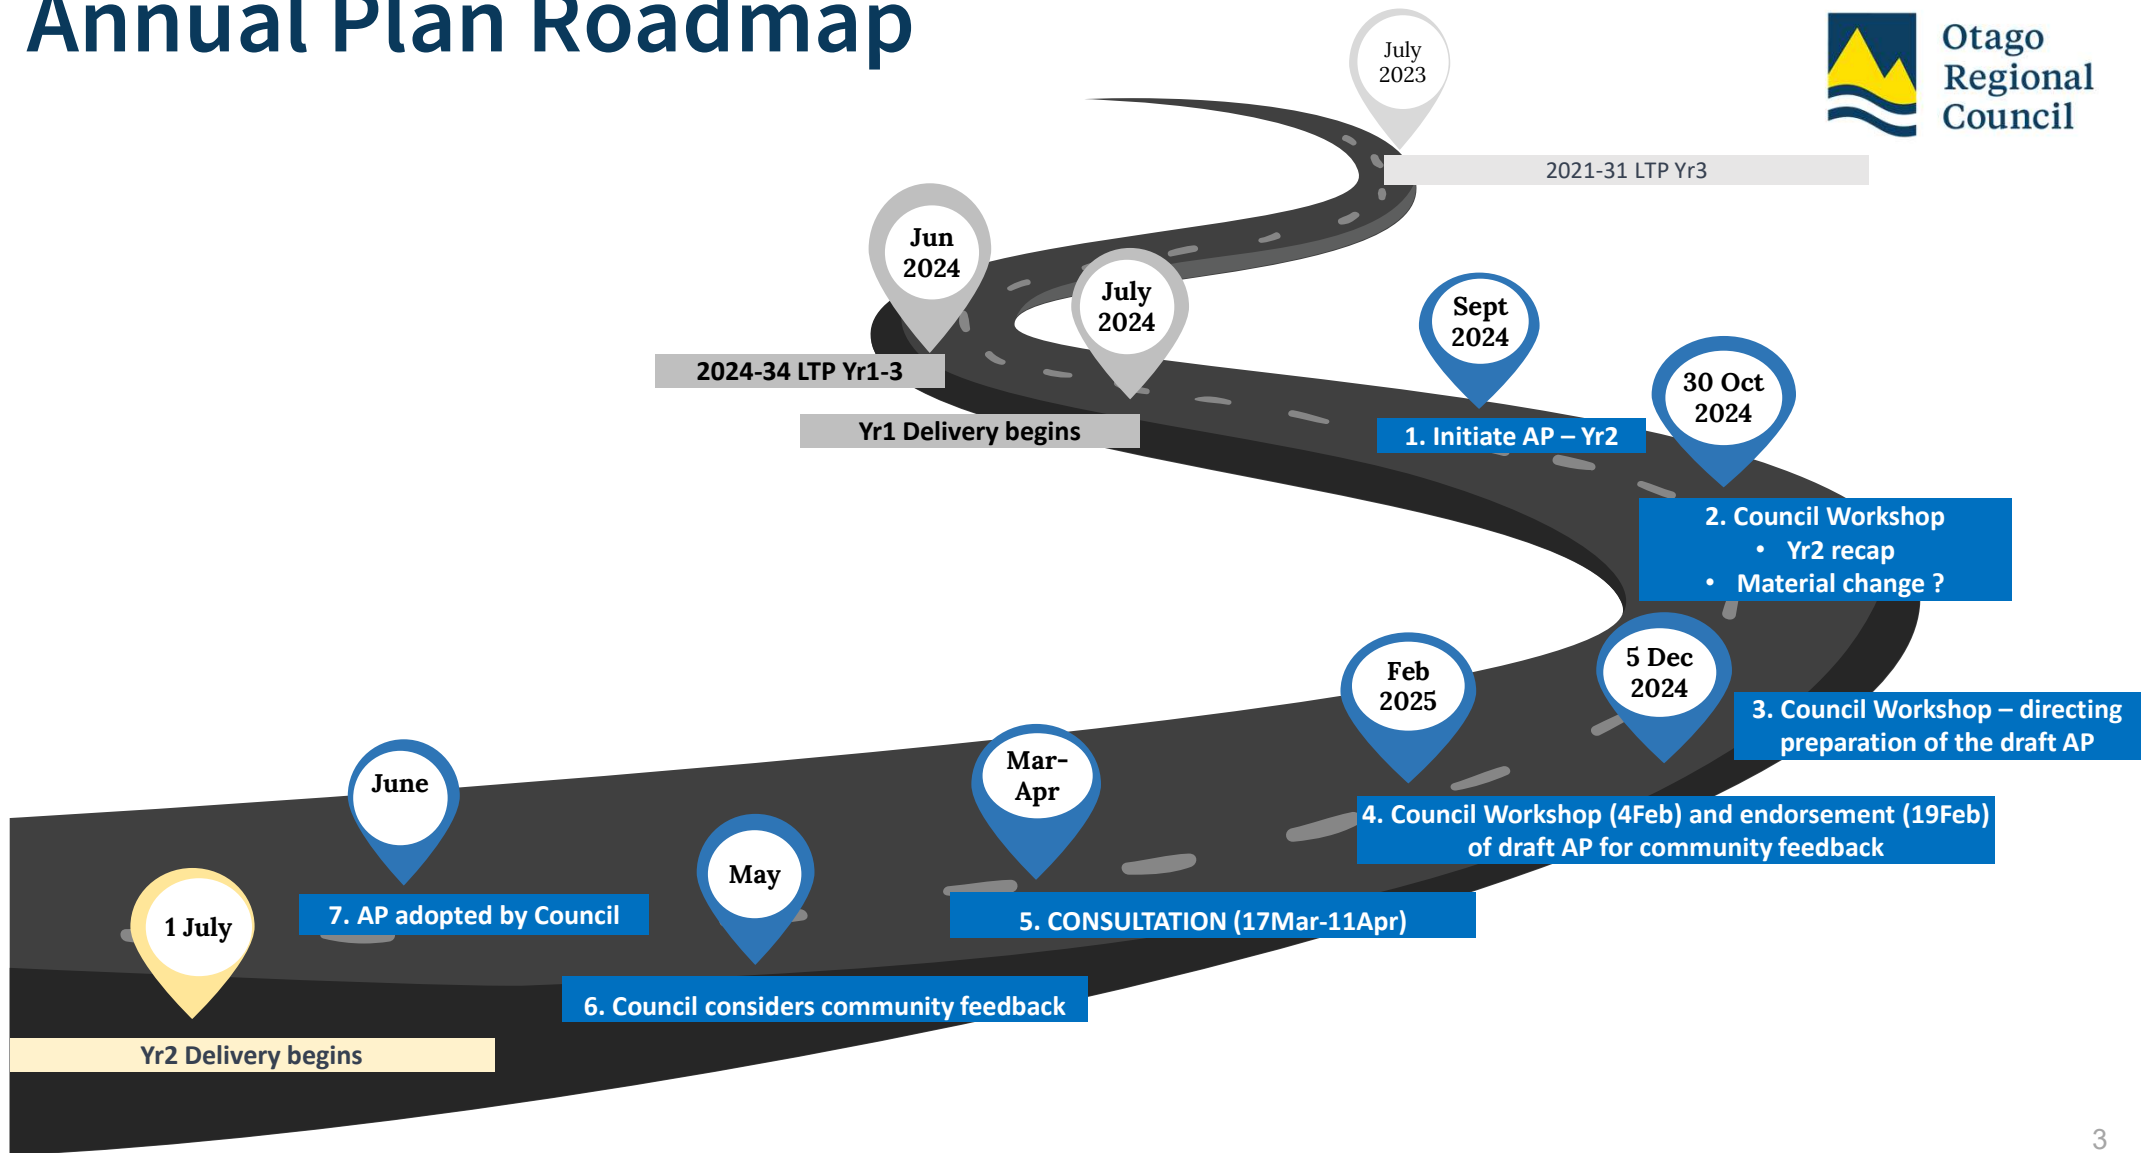 Annual Plan Roadmap
Otago
Regional
Council
July
2023
2021-31 LTP Yr3
Jun
2024
2024-34 LTP Yr1-3
July
2024
Yr1 Delivery begins
Sept
2024
1. Initiate AP – Yr2
30 Oct
2024
2. Council Workshop
• Yr2 recap
• Material change ?
5 Dec
2024
3. Council Workshop – directing
preparation of the draft AP
Feb
2025
4. Council Workshop (4Feb) and endorsement (19Feb)
of draft AP for community feedback
Mar-
Apr
5. CONSULTATION (17Mar-11Apr)
May
6. Council considers community feedback
June
7. AP adopted by Council
1 July
Yr2 Delivery begins
3